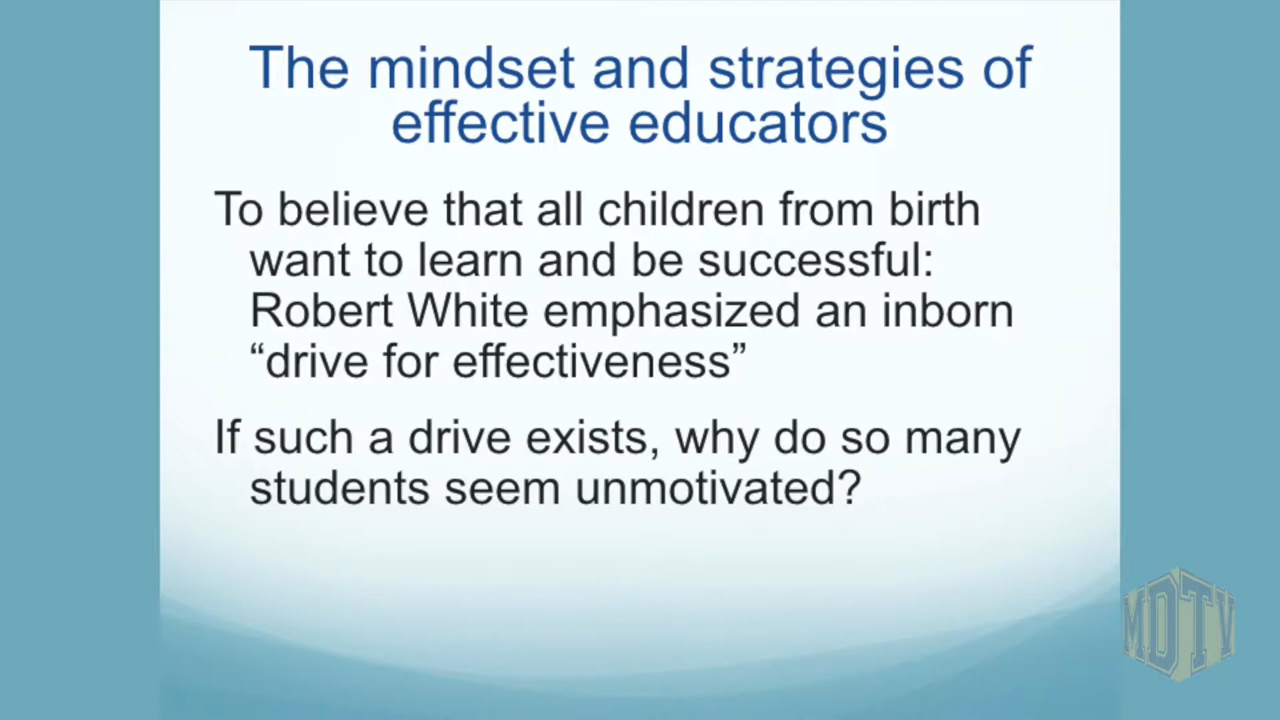 The mindset and strategies of
effective educators
To believe that all children from birth
want to learn and be successful:
Robert White emphasized an inborn
“drive for effectiveness”
If such a drive exists, why do so many
students seem unmotivated?
MDTV